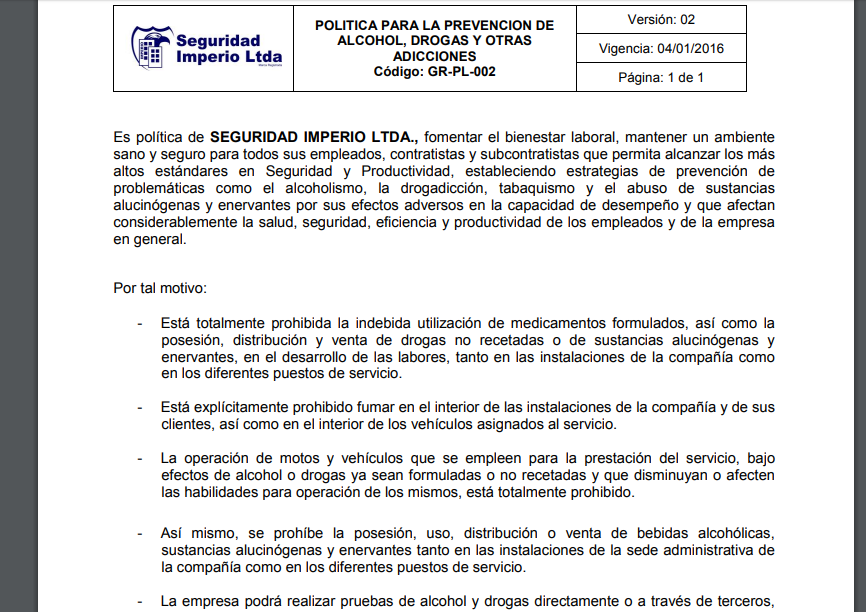 Seguridad
Imperio Ltda
POLITICA PARA LA PREVENCION DE
ALCOHOL, DROGAS Y OTRAS
ADICCIONES
Código: GR-PL-002
Versión: 02
Vigencia: 04/01/2016
Página: 1 de 1
Es política de SEGURIDAD IMPERIO LTDA., fomentar el bienestar laboral, mantener un ambiente
sano y seguro para todos sus empleados, contratistas y subcontratistas que permita alcanzar los más
altos estándares en Seguridad y Productividad, estableciendo estrategias de prevención de
problemáticas como el alcoholismo, la drogadicción, tabaquismo y el abuso de sustancias
alucinógenas y enervantes por sus efectos adversos en la capacidad de desempeño y que afectan
considerablemente la salud, seguridad, eficiencia y productividad de los empleados y de la empresa
en general.
Por tal motivo:
- Está totalmente prohibida la indebida utilización de medicamentos formulados, así como la
posesión, distribución y venta de drogas no recetadas o de sustancias alucinógenas y
enervantes, en el desarrollo de las labores, tanto en las instalaciones de la compañía como
en los diferentes puestos de servicio.
- Está explícitamente prohibido fumar en el interior de las instalaciones de la compañía y de sus
clientes, así como en el interior de los vehículos asignados al servicio.
- La operación de motos y vehículos que se empleen para la prestación del servicio, bajo
efectos de alcohol o drogas ya sean formuladas o no recetadas y que disminuyan o afecten
las habilidades para operación de los mismos, está totalmente prohibido.
- Así mismo, se prohíbe la posesión, uso, distribución o venta de bebidas alcohólicas,
sustancias alucinógenas y enervantes tanto en las instalaciones de la sede administrativa de
la compañía como en los diferentes puestos de servicio.
- La empresa podrá realizar pruebas de alcohol y drogas directamente o a través de terceros,